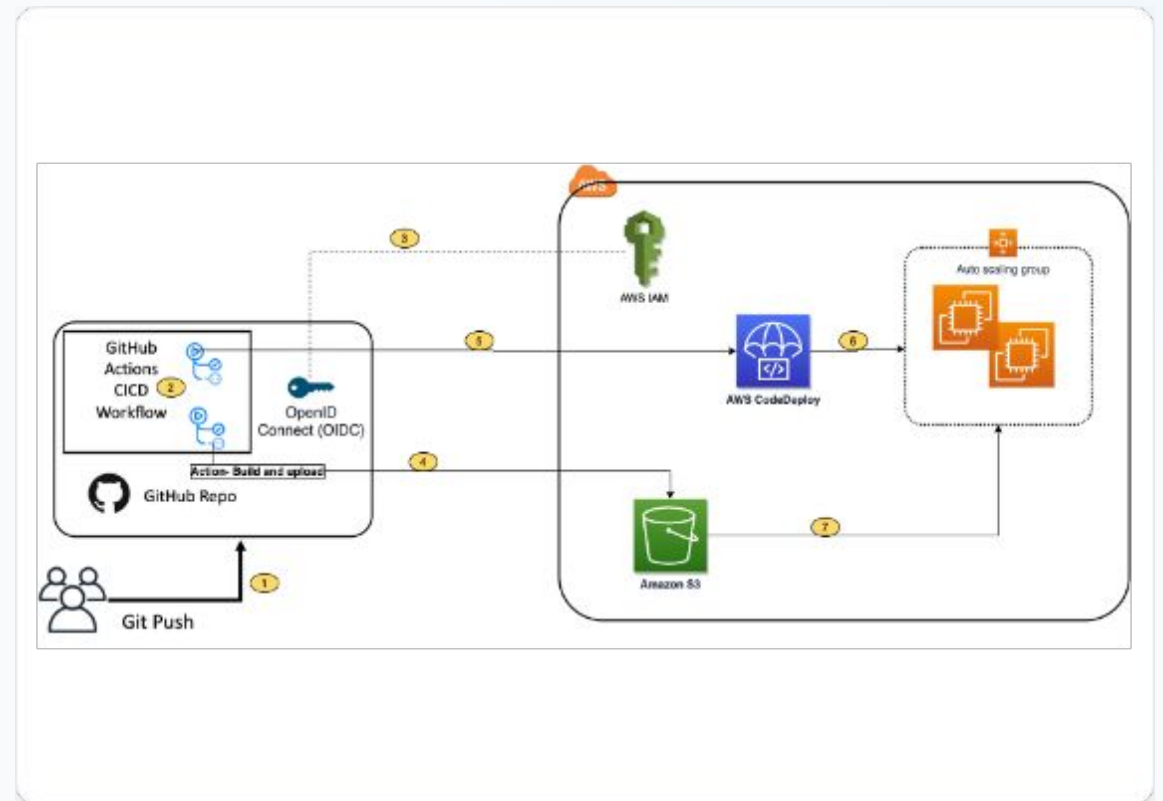 AWS
3
AWS IAM
Auto scaling group
GitHub
Actions
CICD
Workflow
2
OpenID
Connect (OIDC)
5
AWS CodeDeploy
6
Action- Build and upload
4
GitHub Repo
Amazon S3
7
1
Git Push